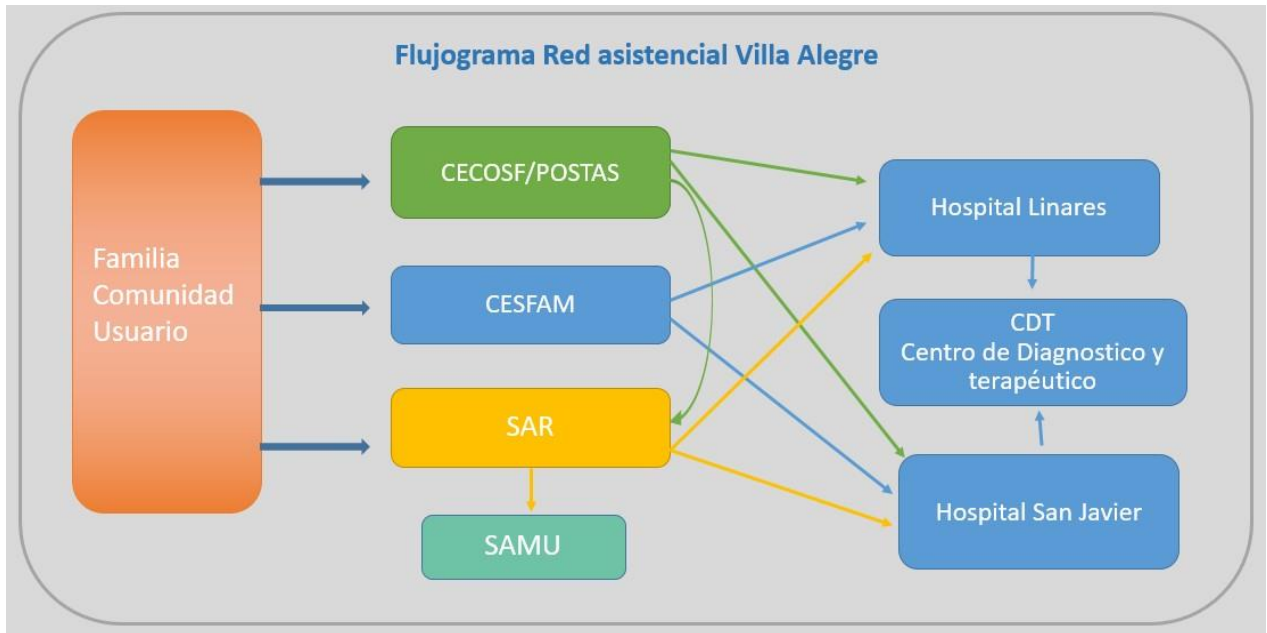 Flujograma Red asistencial Villa Alegre
Familia
Comunidad
Usuario
CECOSF/POSTAS
CESFAM
SAR
SAMU
Hospital Linares
CDT
Centro de Diagnostico y
terapéutico
Hospital San Javier